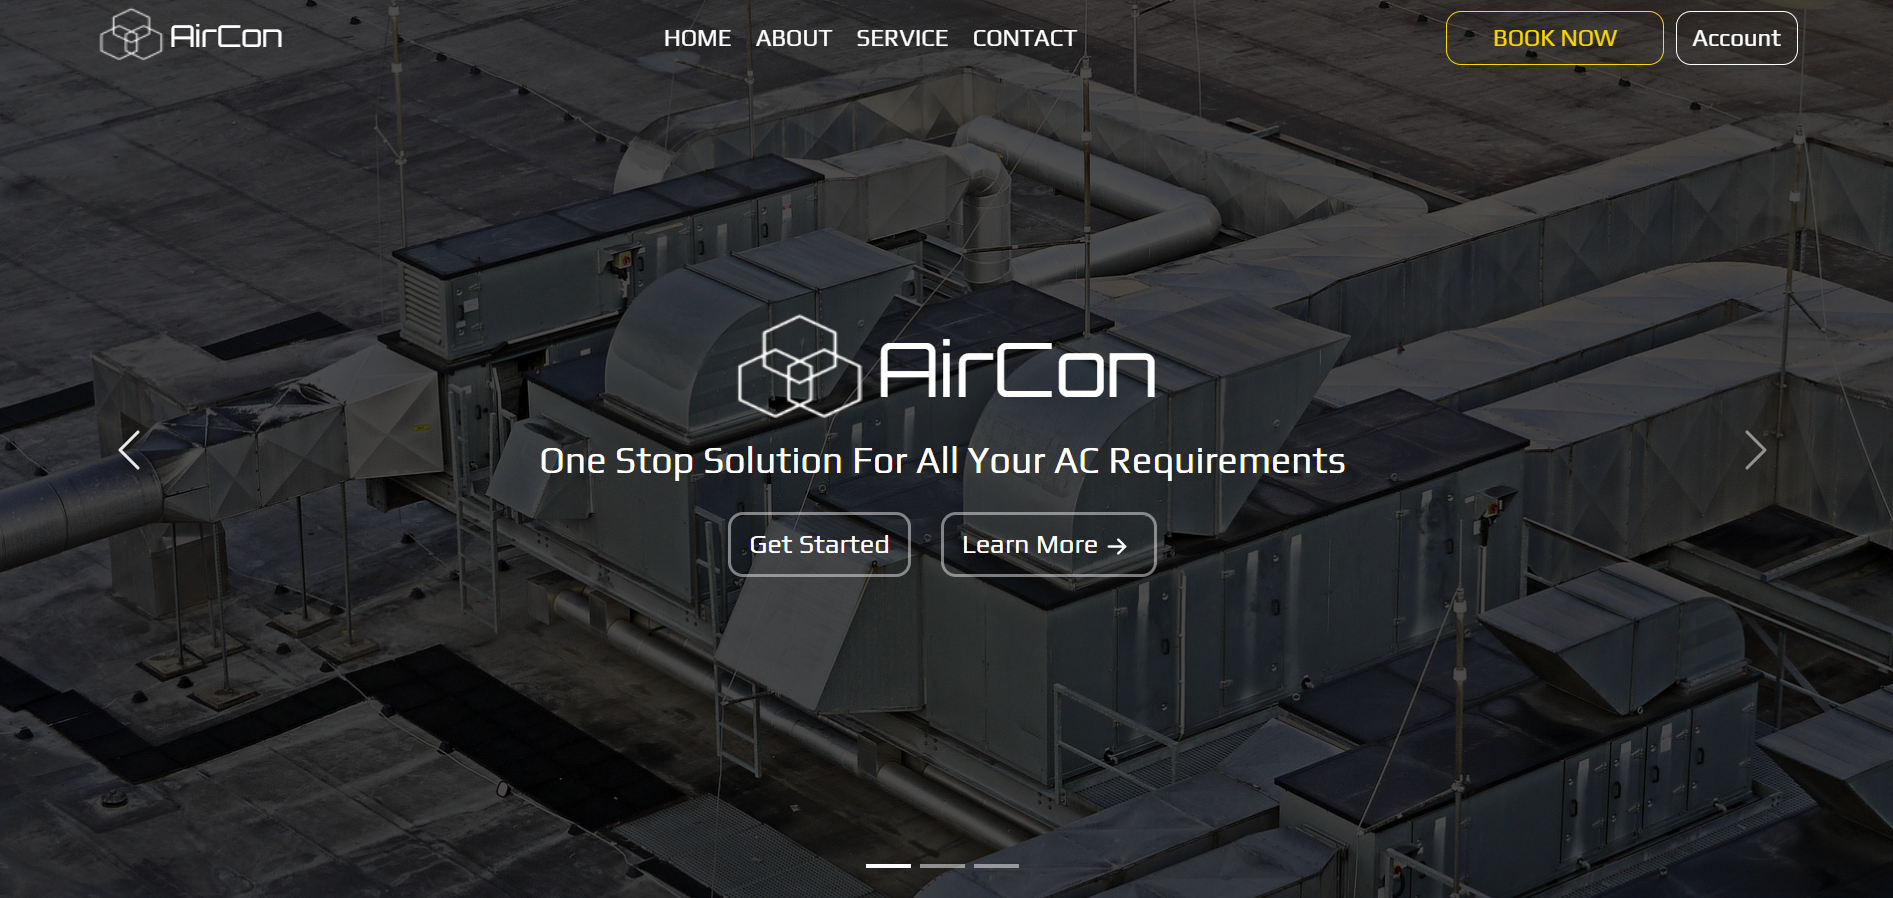 AirCon
HOME ABOUT SERVICE CONTACT
BOOK NOW
Account
AirCon
One Stop Solution For All Your AC Requirements
Get Started
Learn More →